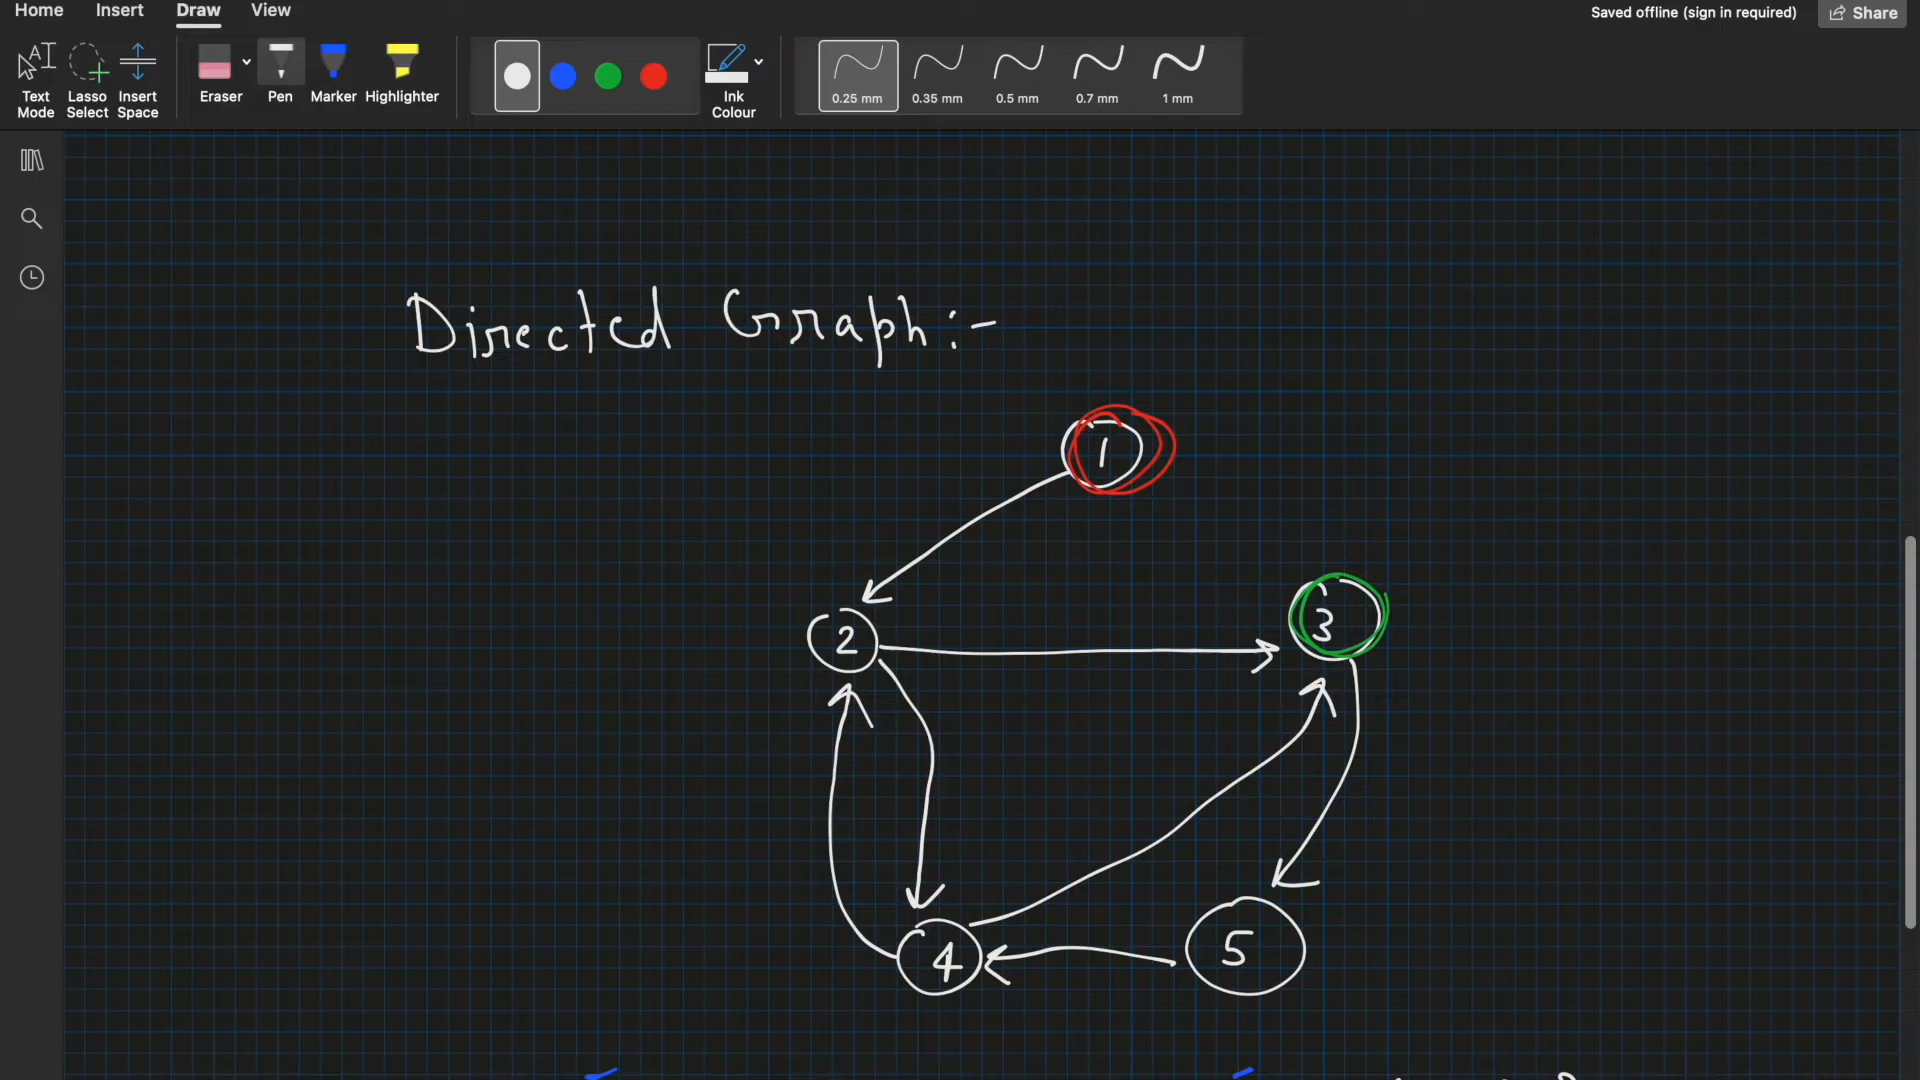 Home Insert Draw View
Saved offline (sign in required) Share
Text Mode Lasso Select Insert Space Eraser Pen Marker Highlighter Ink Colour 0.25 mm 0.35 mm 0.5 mm 0.7 mm 1 mm
Directed Graph:-
1
2 3
4 5